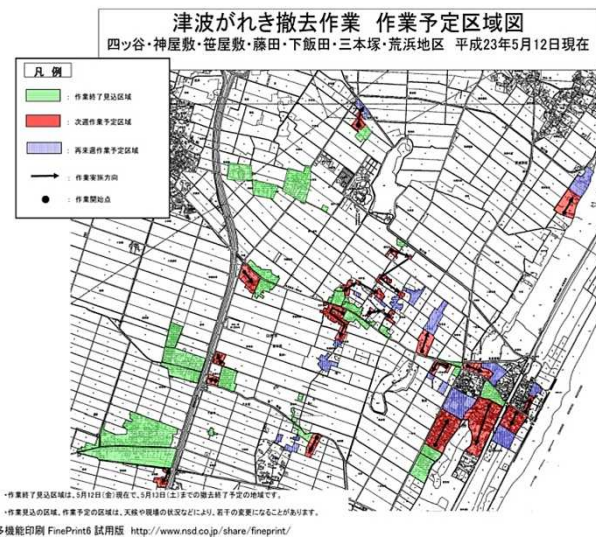 津波がれき撤去作業 作業予定区域図
四ッ谷・神屋敷・笹屋敷・藤田・下飯田・三本塚・荒浜地区 平成23年5月12日現在
凡 例
: 作業終了見込区域
: 次週作業予定区域
: 再来週作業予定区域
: 作業実施方向
: 作業開始点
・作業終了見込区域は、5月12日(金)現在で、5月13日(土)までの撤去終了予定の地域です。
・作業見込の区域、作業予定の区域は、天候や現場の状況などにより、若干の変更になることがあります。
多機能印刷 FinePrint6 試用版 http://www.nsd.co.jp/share/fineprint/